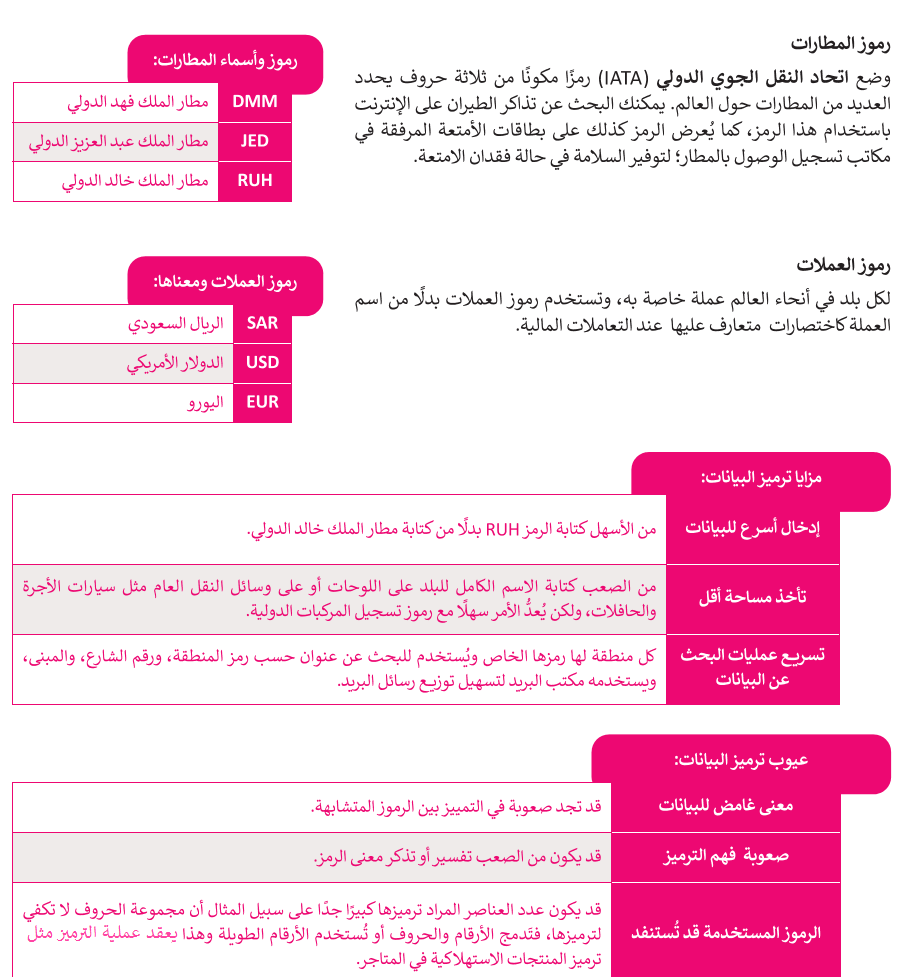 رموز المطارات
وضع اتحاد النقل الجوي الدولي (IATA) رمزًا مكونًا من ثلاثة حروف يحدد
العديد من المطارات حول العالم. يمكنك البحث عن تذاكر الطيران على الإنترنت
باستخدام هذا الرمز، كما يُعرض الرمز كذلك على بطاقات الأمتعة المرفقة في
مكاتب تسجيل الوصول بالمطار؛ لتوفير السلامة في حالة فقدان الامتعة.
رموز وأسماء المطارات:
DMM مطار الملك فهد الدولي
JED مطار الملك عبد العزيز الدولي
RUH مطار الملك خالد الدولي
رموز العملات
لكل بلد في أنحاء العالم عملة خاصة به، وتستخدم رموز العملات بدلًا من اسم
العملة كاختصارات متعارف عليها عند التعاملات المالية.
رموز العملات ومعناها:
SAR الريال السعودي
USD الدولار الأمريكي
EUR اليورو
مزايا ترميز البيانات:
إدخال أسرع للبيانات
من الأسهل كتابة الرمز RUH بدلًا من كتابة مطار الملك خالد الدولي.
تأخذ مساحة أقل
من الصعب كتابة الاسم الكامل للبلد على اللوحات أو على وسائل النقل العام مثل سيارات الأجرة
والحافلات، ولكن يُعدُّ الأمر سهلًا مع رموز تسجيل المركبات الدولية.
تسريع عمليات البحث
عن البيانات
كل منطقة لها رمزها الخاص ويُستخدم للبحث عن عنوان حسب رمز المنطقة، ورقم الشارع، والمبنى،
ويستخدمه مكتب البريد لتسهيل توزيع رسائل البريد.
عيوب ترميز البيانات:
معنى غامض للبيانات
قد تجد صعوبة في التمييز بين الرموز المتشابهة.
صعوبة فهم الترميز
قد يكون من الصعب تفسير أو تذكر معنى الرمز.
الرموز المستخدمة قد تُستنفد
قد يكون عدد العناصر المراد ترميزها كبيرًا جدًا على سبيل المثال أن مجموعة الحروف لا تكفي
لترميزها، فتَدمج الأرقام والحروف أو تُستخدم الأرقام الطويلة وهذا يعقد عملية الترميز مثل
ترميز المنتجات الاستهلاكية في المتاجر.